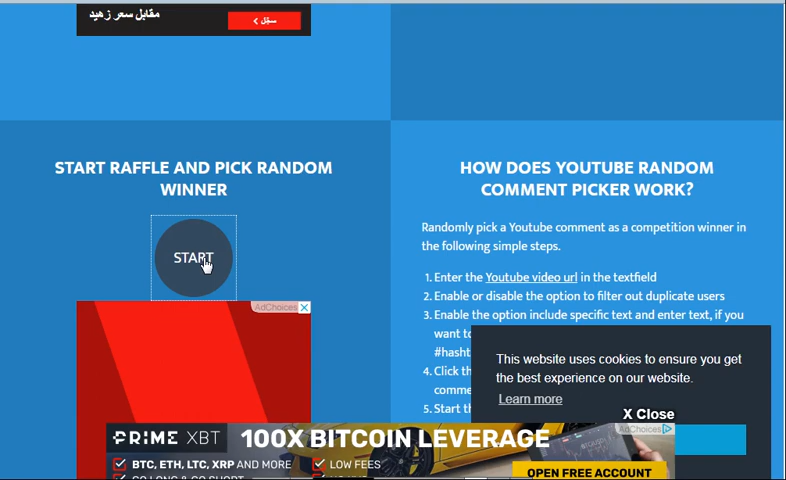 مقابل سعر زهيد
سجّل >
START RAFFLE AND PICK RANDOM
WINNER
START
AdChoices
HOW DOES YOUTUBE RANDOM
COMMENT PICKER WORK?
Randomly pick a Youtube comment as a competition winner in
the following simple steps.
1. Enter the Youtube video url in the textfield
2. Enable or disable the option to filter out duplicate users
3. Enable the option include specific text and enter text, if you
want to
#hasht
4. Click th
comme
5. Start th
This website uses cookies to ensure you get
the best experience on our website.
Learn more
X Close
AdChoices
PRIME XBT
100X BITCOIN LEVERAGE
BTC, ETH, LTC, XRP AND MORE
LOW FEES
GO LONG & GO SHORT
OPEN FREE ACCOUNT